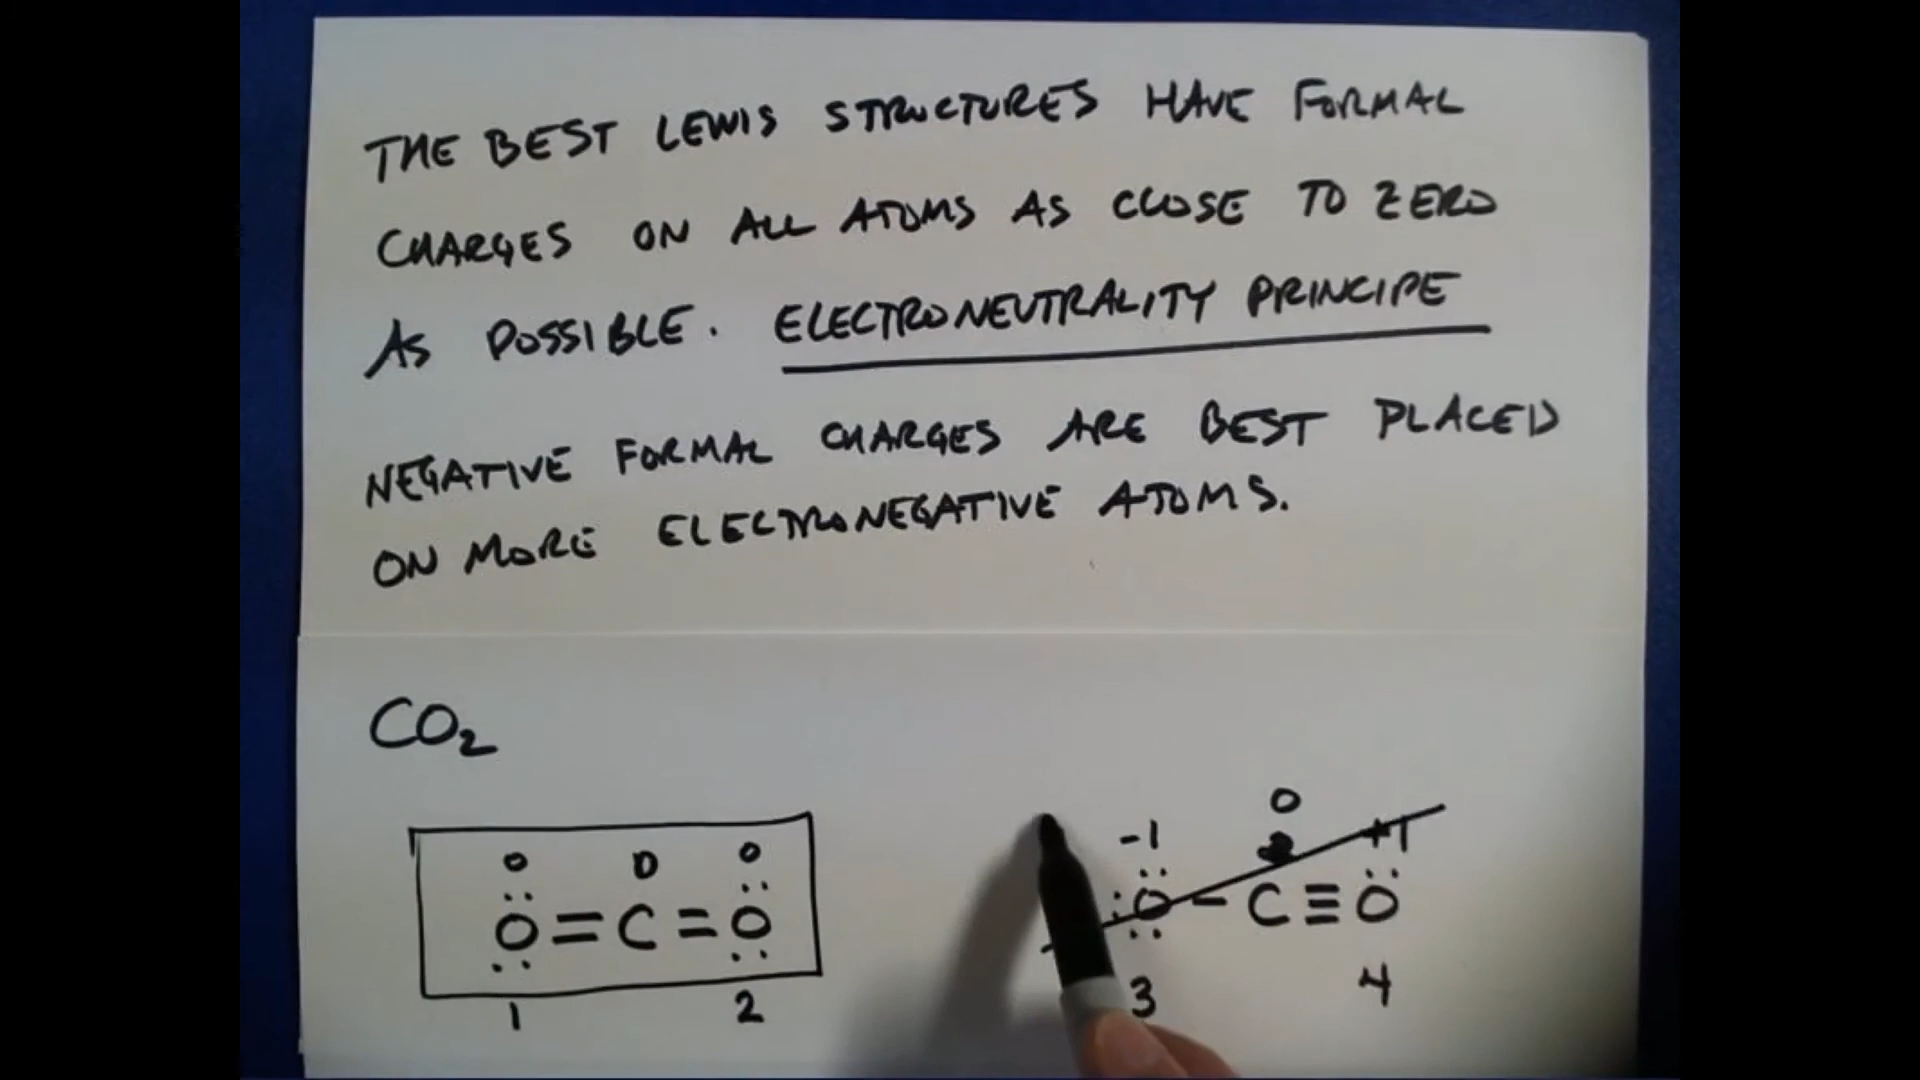 THE BEST LEWIS STRUCTURES HAVE FORMAL
CHARGES ON ALL ATOMS AS CLOSE TO ZERO
AS POSSIBLE. ELECTRONEUTRALITY PRINCIPE
NEGATIVE FORMAL CHARGES ARE BEST PLACED
ON MORE ELECTRONEGATIVE ATOMS.
CO₂
0 0 0
O=C=O
1 2
-1 0 +1
O-C≡O
3 4